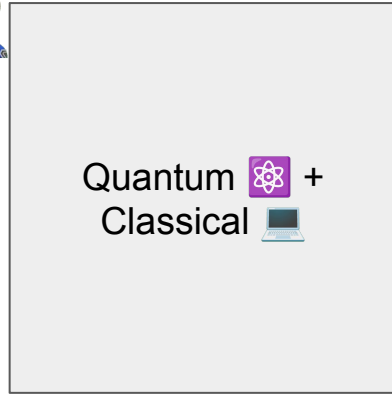 Quantum ⚛️ +
Classical 💻